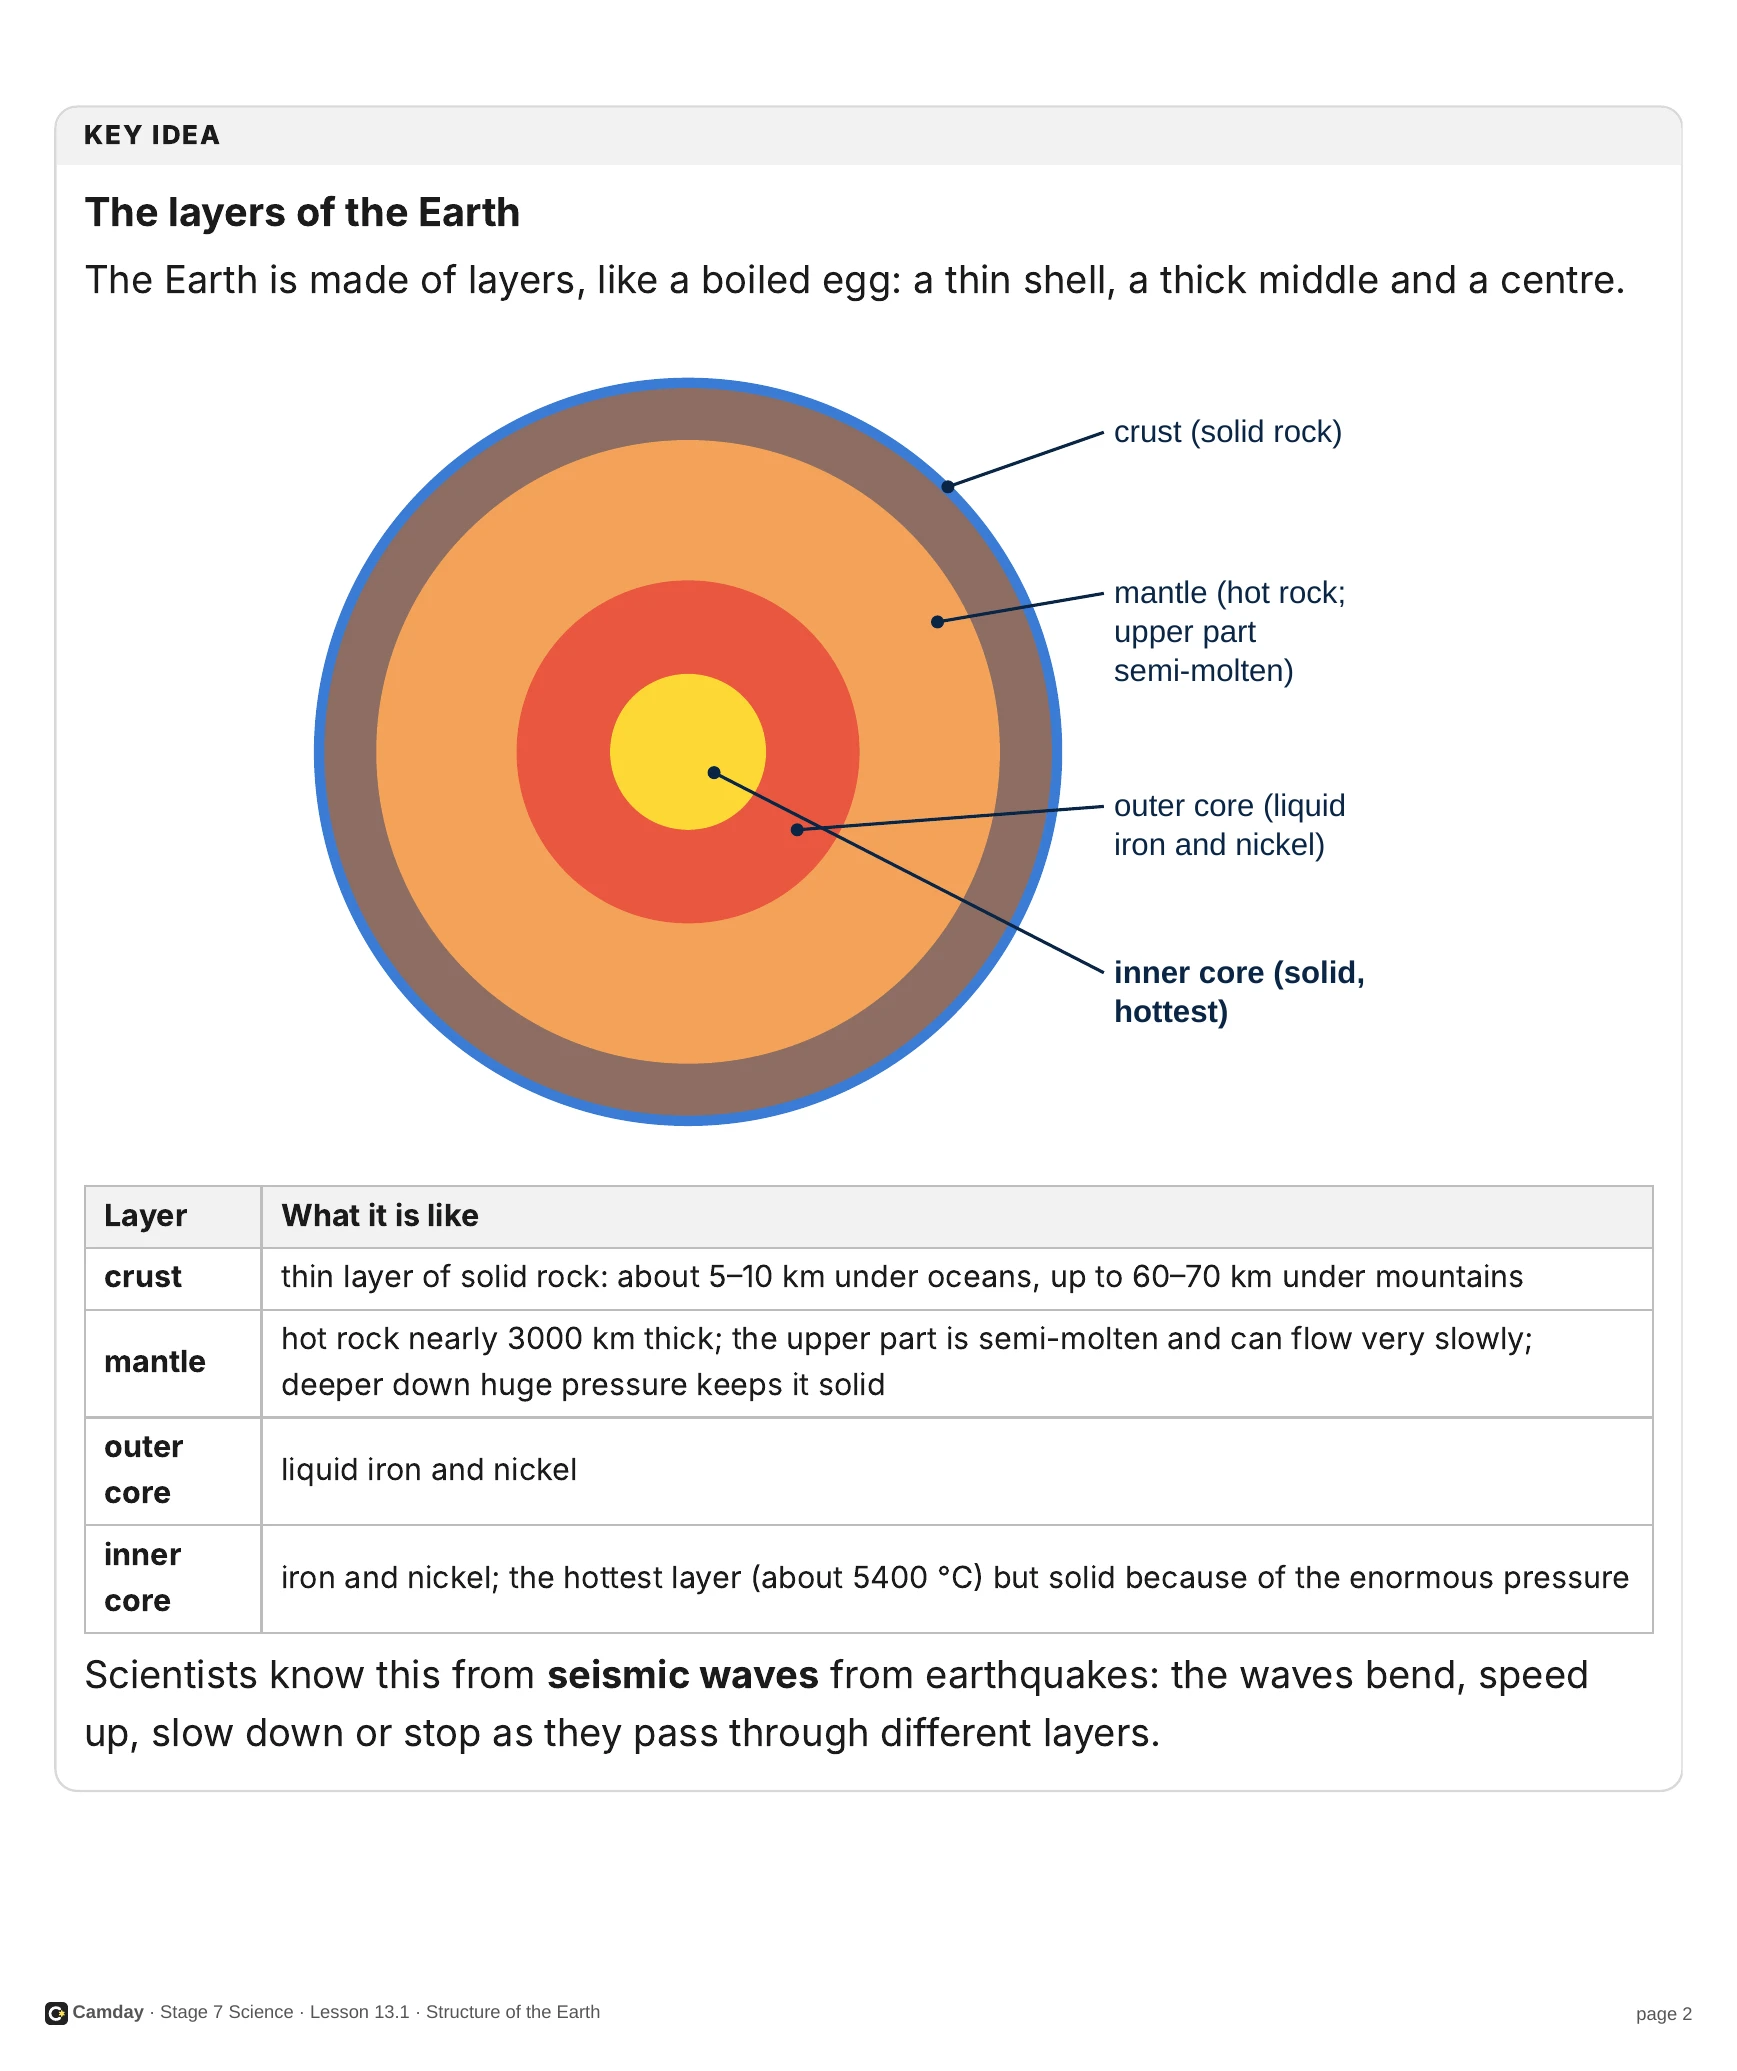 KEY IDEA
The layers of the Earth
The Earth is made of layers, like a boiled egg: a thin shell, a thick middle and a centre.
crust (solid rock)
mantle (hot rock;
upper part
semi-molten)
outer core (liquid
iron and nickel)
inner core (solid,
hottest)
Layer What it is like
crust thin layer of solid rock: about 5–10 km under oceans, up to 60–70 km under mountains
mantle hot rock nearly 3000 km thick; the upper part is semi-molten and can flow very slowly;
deeper down huge pressure keeps it solid
outer
core
liquid iron and nickel
inner
core
iron and nickel; the hottest layer (about 5400 °C) but solid because of the enormous pressure
Scientists know this from seismic waves from earthquakes: the waves bend, speed
up, slow down or stop as they pass through different layers.
Camday · Stage 7 Science · Lesson 13.1 · Structure of the Earth
page 2